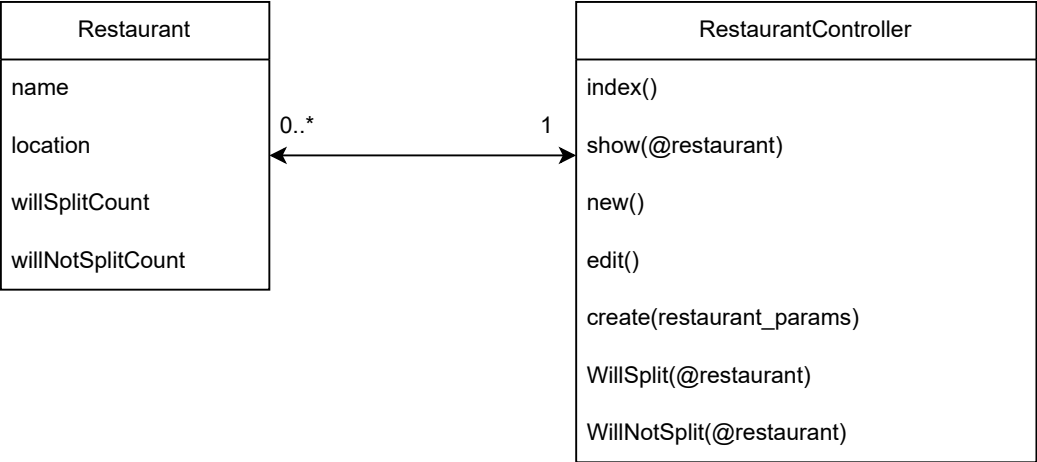 Restaurant
name
location
willSplitCount
willNotSplitCount
0..*
1
RestaurantController
index()
show(@restaurant)
new()
edit()
create(restaurant_params)
WillSplit(@restaurant)
WillNotSplit(@restaurant)